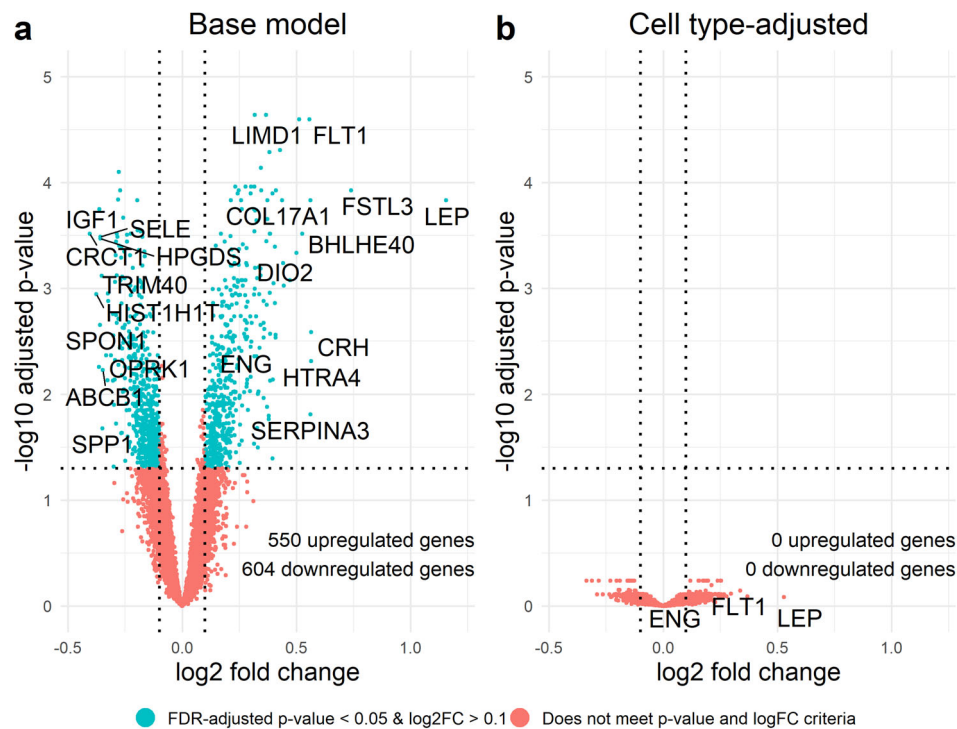 a
Base model
b
Cell type-adjusted
-log10 adjusted p-value
5
4
3
2
1
0
LIMD1
FLT1
IGF1
SELE
COL17A1
FSTL3
LEP
CRCT1
HPGDS
BHLHE40
TRIM40
DIO2
HIST1H1T
SPON1
CRH
OPRK1
ENG
HTRA4
ABCB1
SPP1
SERPINA3
550 upregulated genes
604 downregulated genes
-0.5
0.0
0.5
1.0
log2 fold change
-log10 adjusted p-value
5
4
3
2
1
0
0 upregulated genes
0 downregulated genes
ENG
FLT1
LEP
-0.5
0.0
0.5
1.0
log2 fold change
FDR-adjusted p-value < 0.05 & log2FC > 0.1
Does not meet p-value and logFC criteria